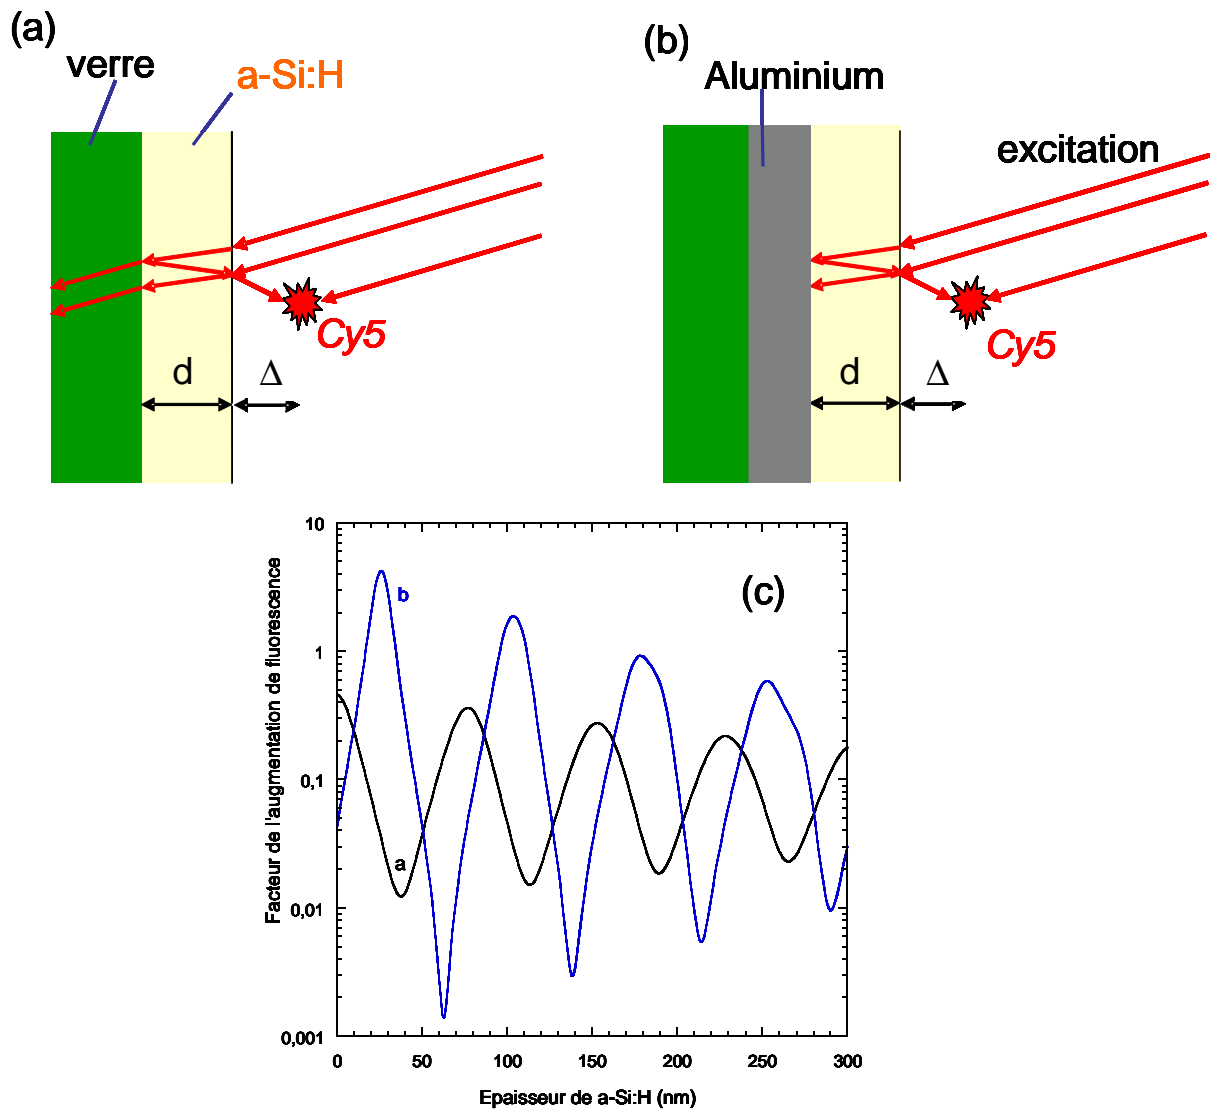 (a)
verre
a-Si:H
Cy5
d
Δ
(b)
Aluminium
excitation
Cy5
d
Δ
(c)
Facteur de l'augmentation de fluorescence
10
1
0,1
0,01
0,001
b
a
0 50 100 150 200 250 300
Epaisseur de a-Si:H (nm)